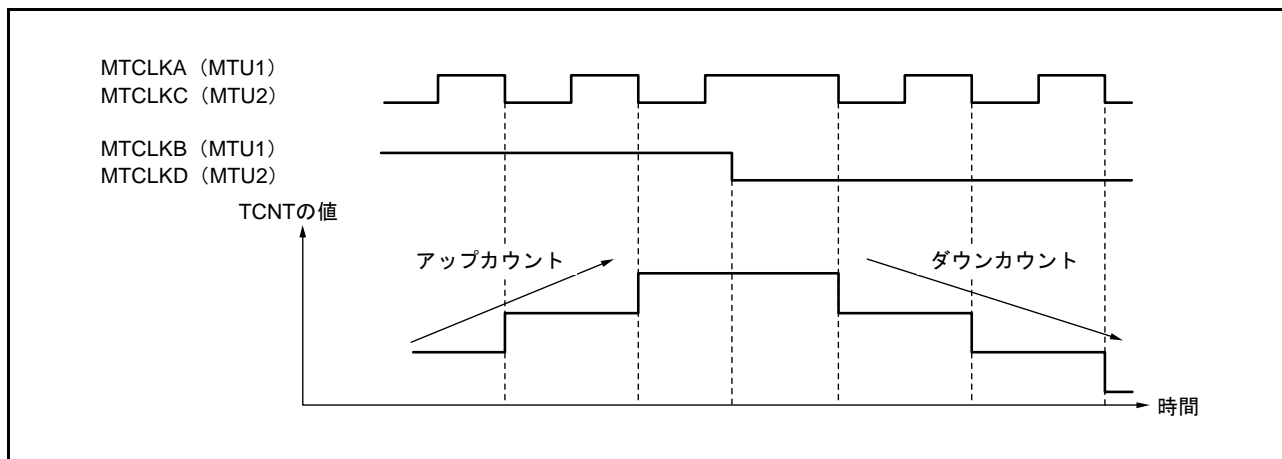 MTCLKA（MTU1）
MTCLKC（MTU2）
MTCLKB（MTU1）
MTCLKD（MTU2）
TCNTの値
アップカウント
ダウンカウント
時間